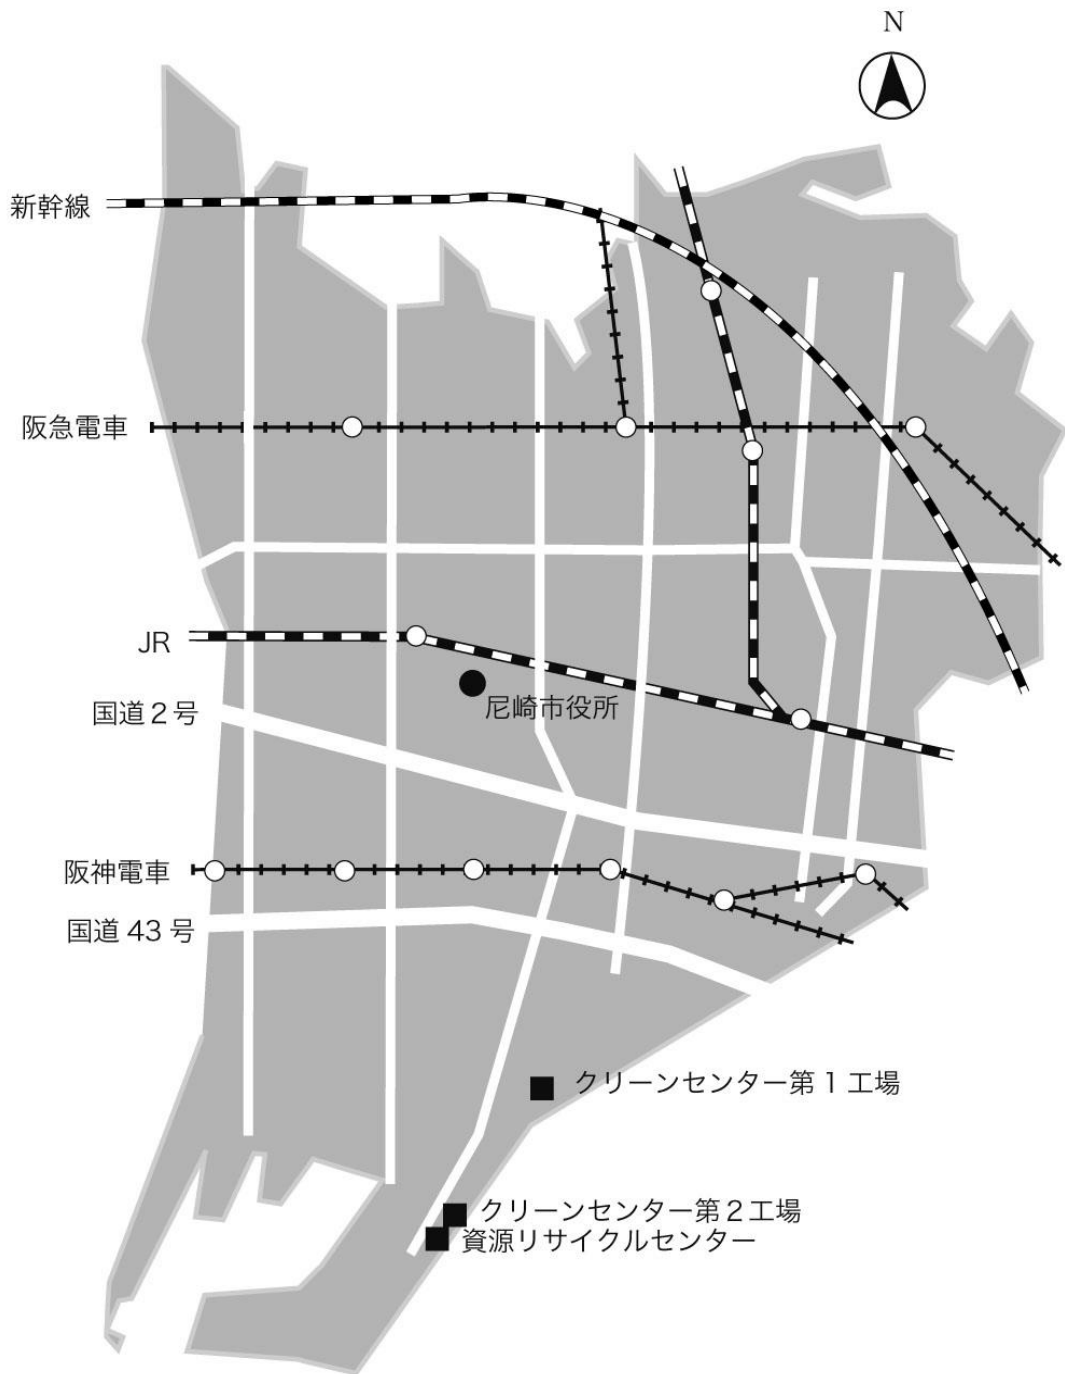 N
新幹線
阪急電車
JR
国道2号
尼崎市役所
阪神電車
国道 43 号
クリーンセンター第1工場
クリーンセンター第2工場
資源リサイクルセンター